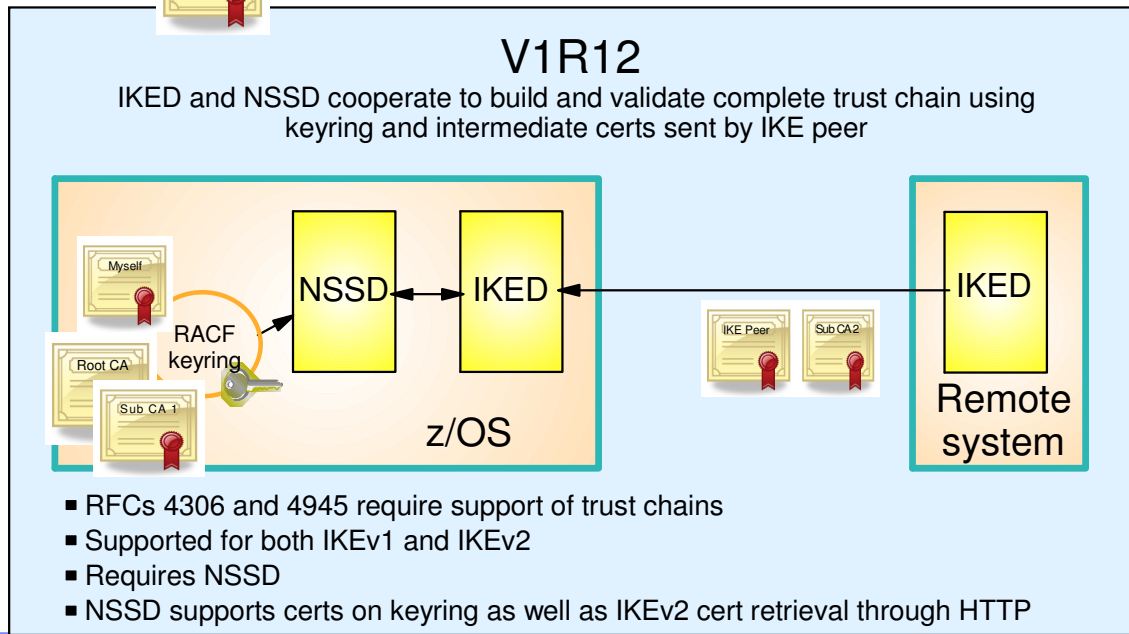 V1R12
IKED and NSSD cooperate to build and validate complete trust chain using
keyring and intermediate certs sent by IKE peer
Myself
RACF
keyring
Root CA
Sub CA 1
NSSD
IKED
z/OS
IKE Peer
Sub CA 2
IKED
Remote
system
▪ RFCs 4306 and 4945 require support of trust chains
▪ Supported for both IKEv1 and IKEv2
▪ Requires NSSD
▪ NSSD supports certs on keyring as well as IKEv2 cert retrieval through HTTP